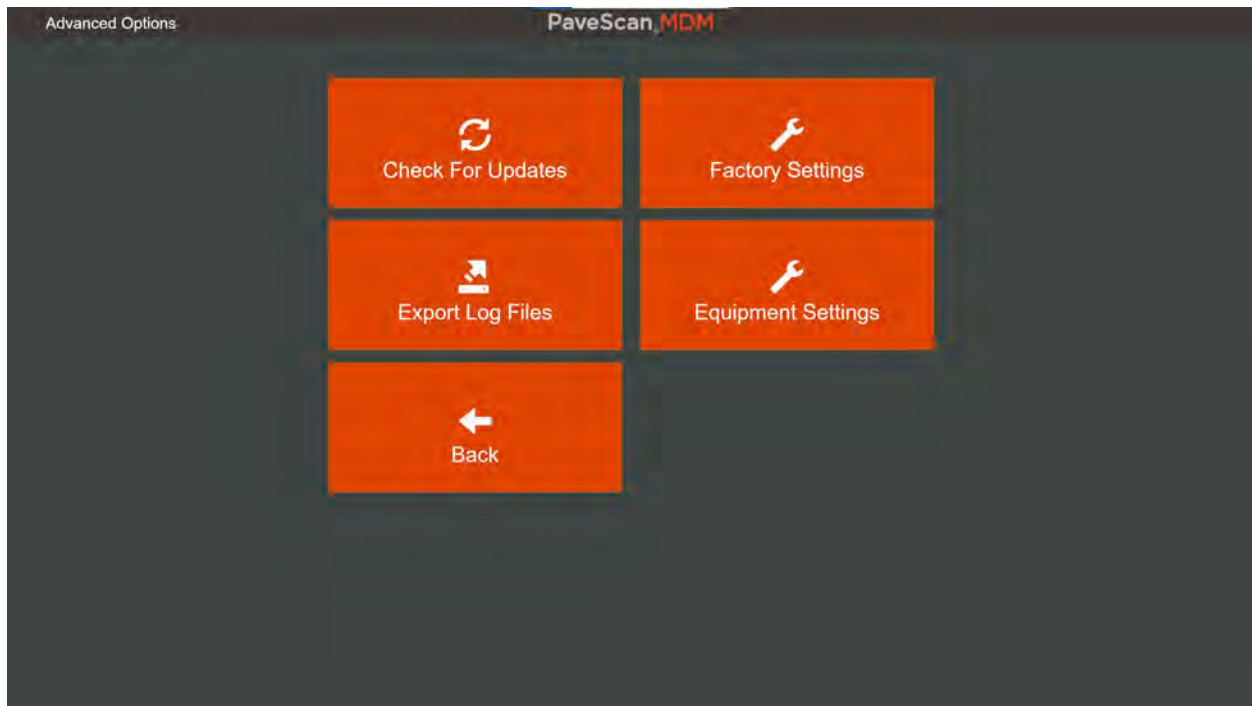 Advanced Options
PaveScan MDM
Check For Updates
Factory Settings
Export Log Files
Equipment Settings
Back